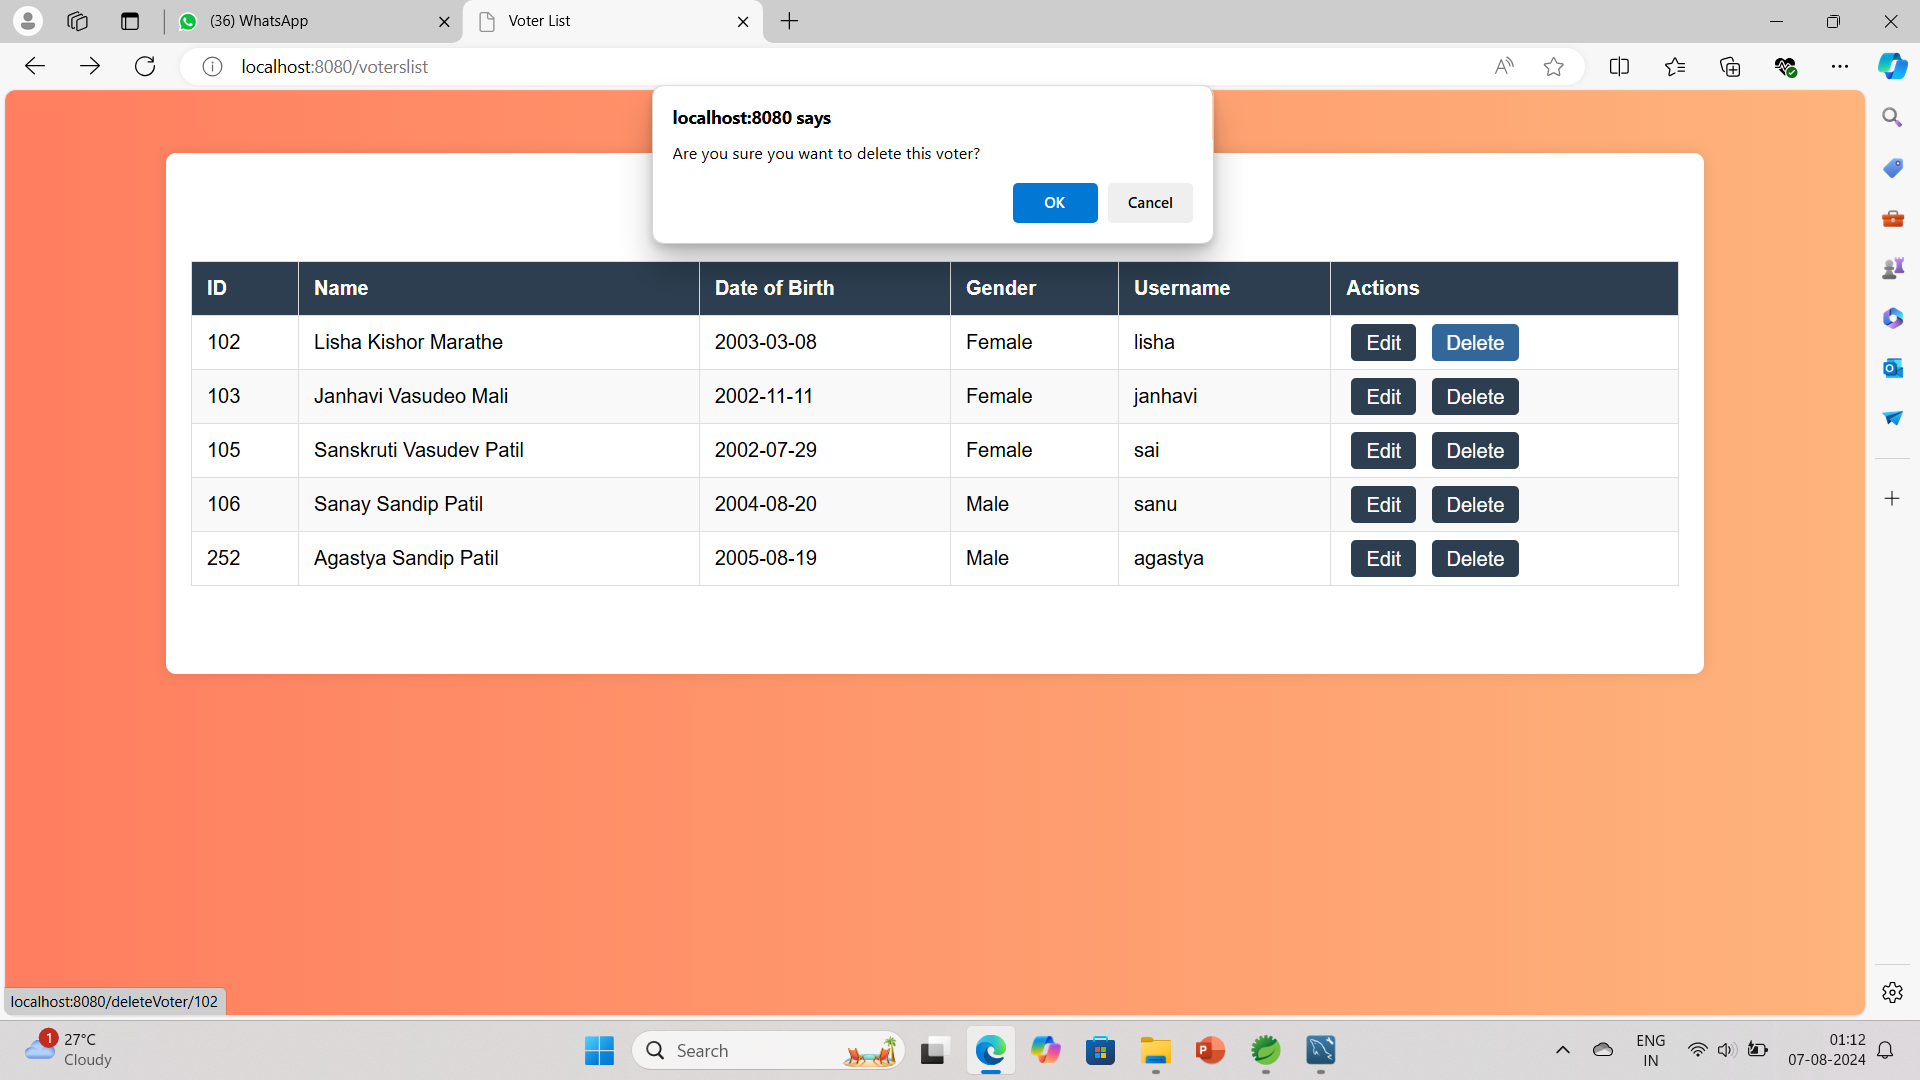 (36) WhatsApp
Voter List
localhost:8080/voterslist
localhost:8080 says
Are you sure you want to delete this voter?
OK Cancel
ID Name Date of Birth Gender Username Actions
102 Lisha Kishor Marathe 2003-03-08 Female lisha Edit Delete
103 Janhavi Vasudeo Mali 2002-11-11 Female janhavi Edit Delete
105 Sanskruti Vasudev Patil 2002-07-29 Female sai Edit Delete
106 Sanay Sandip Patil 2004-08-20 Male sanu Edit Delete
252 Agastya Sandip Patil 2005-08-19 Male agastya Edit Delete
localhost:8080/deleteVoter/102
1
27°C
Cloudy
Search
ENG
IN
01:12
07-08-2024